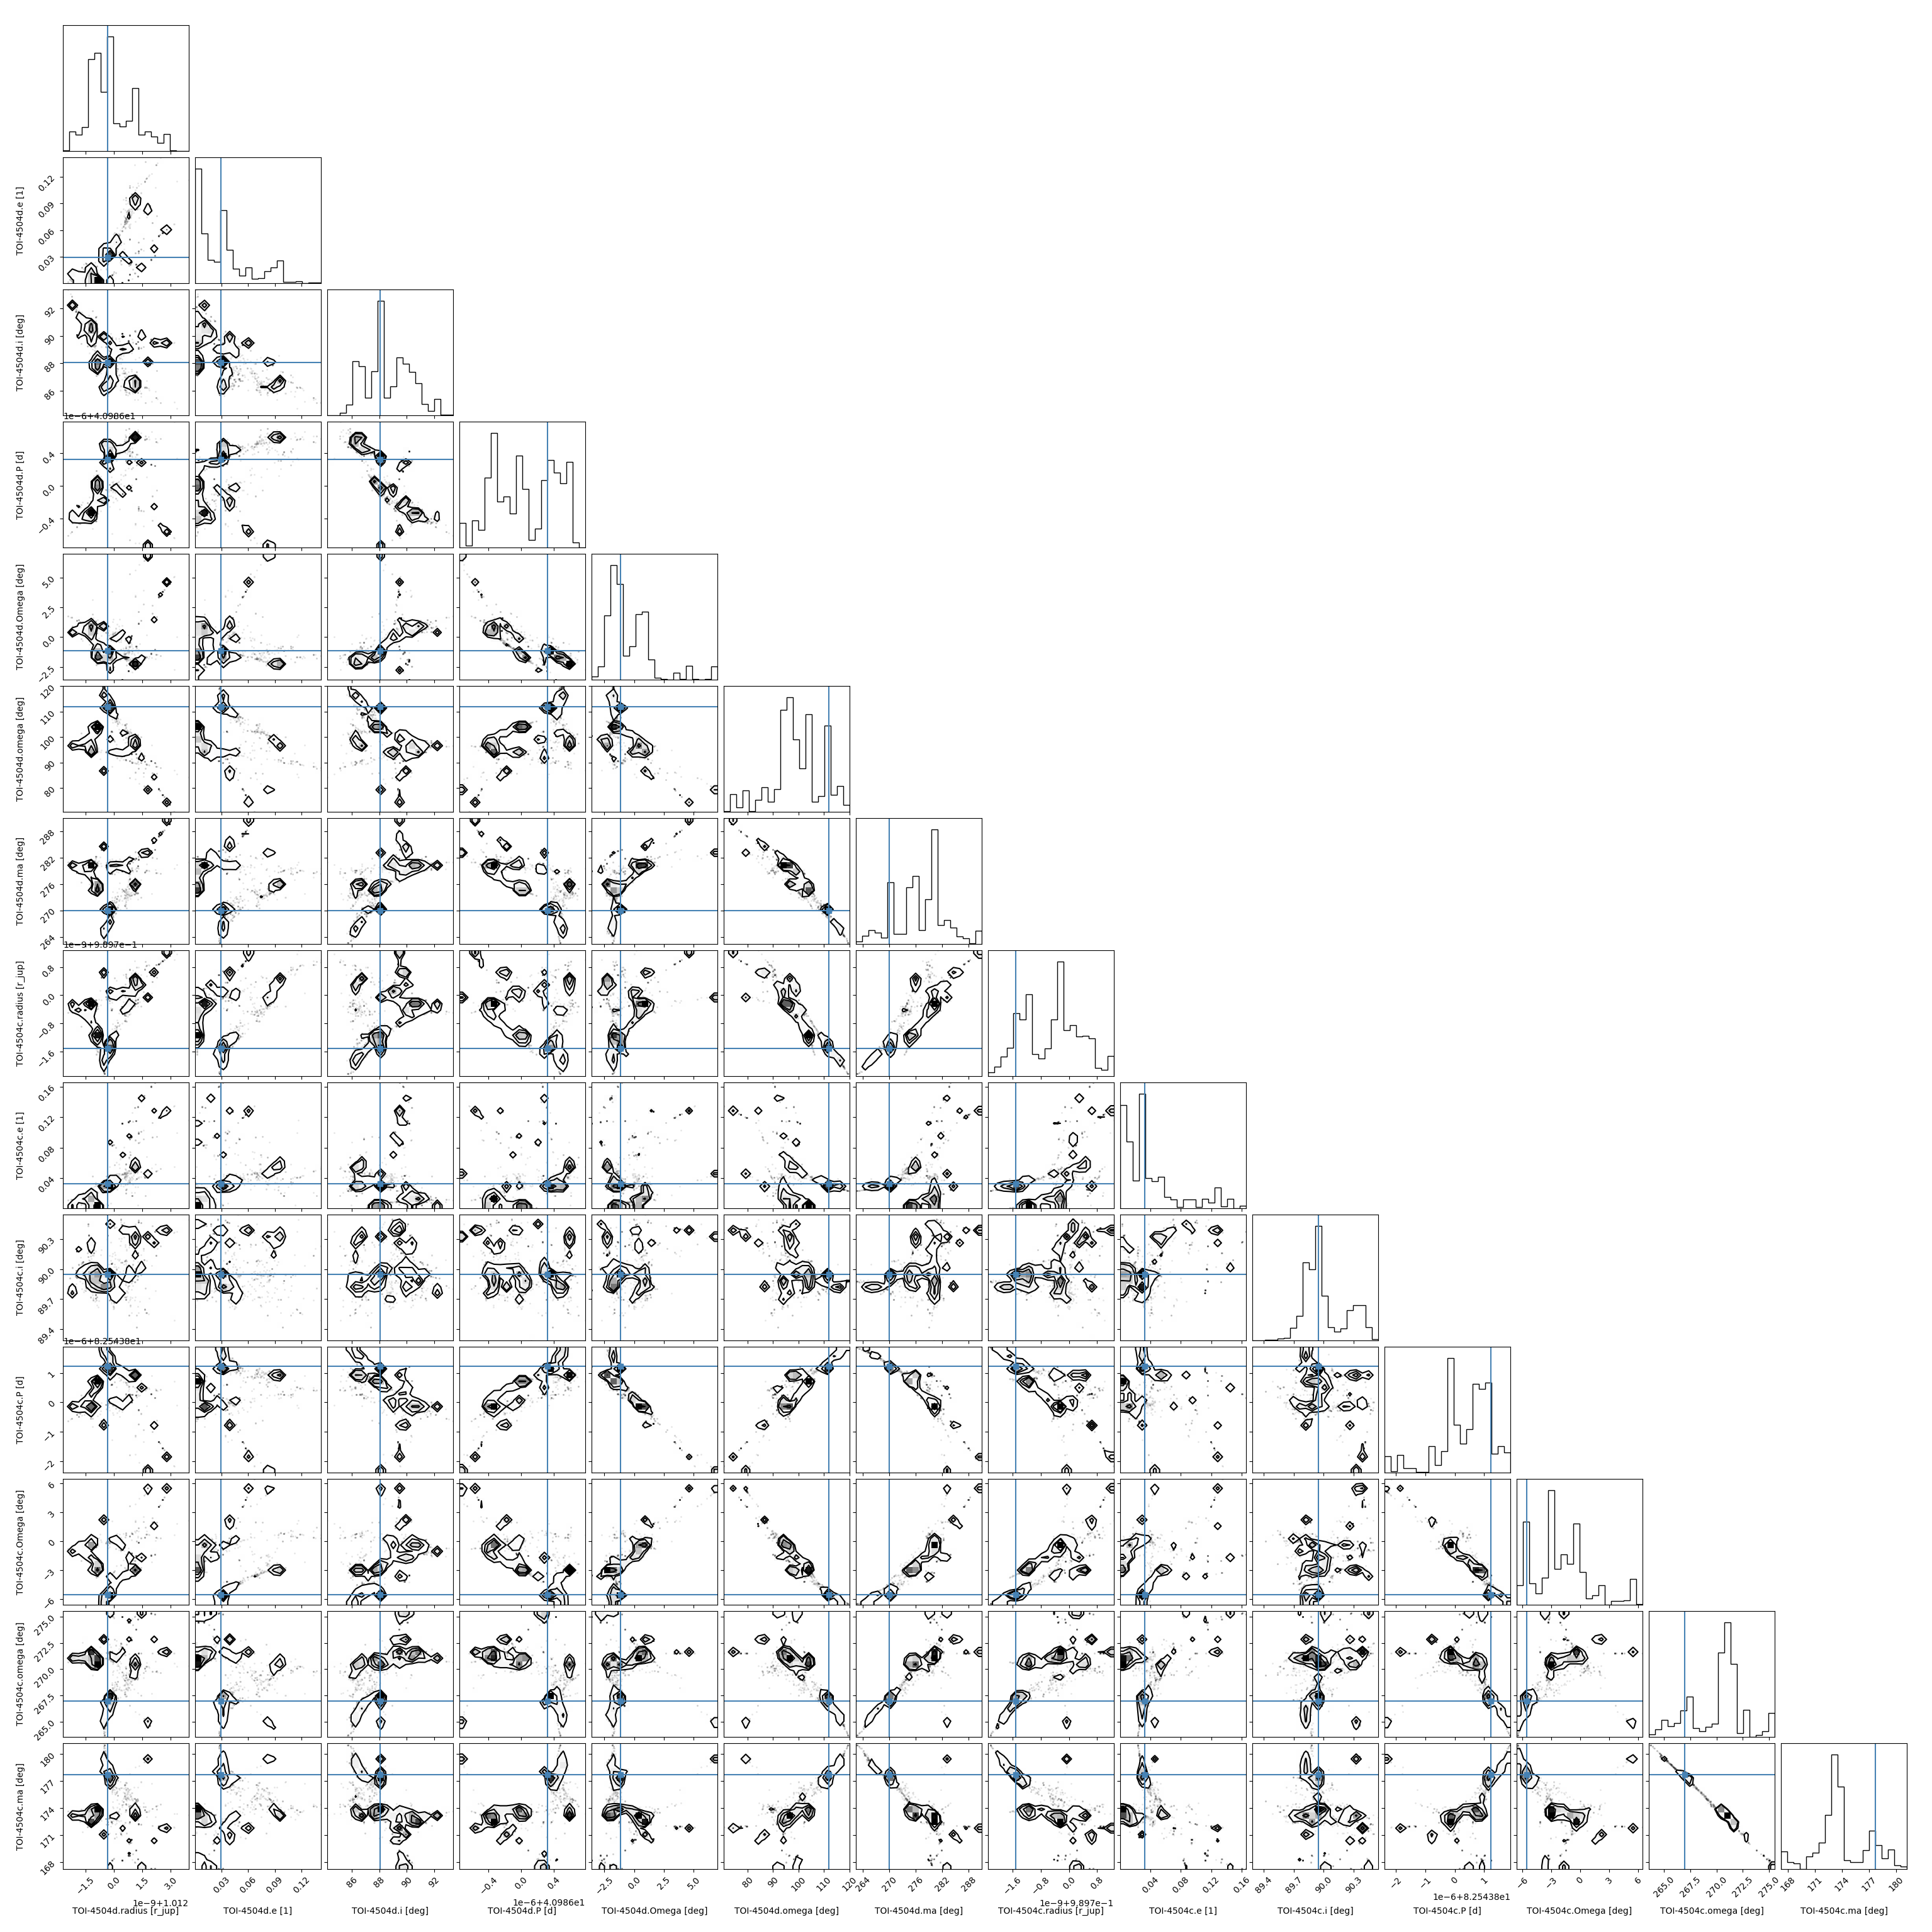 TOI-4504d.e [1]
0.12
0.09
0.06
0.03
TOI-4504d.i [deg]
92
90
88
86
1e−6+4.0986e1
TOI-4504d.P [d]
0.4
0.0
−0.4
TOI-4504d.Omega [deg]
5.0
2.5
0.0
−2.5
TOI-4504d.omega [deg]
120
110
100
90
80
TOI-4504d.ma [deg]
288
282
276
270
264
1e−9+9.897e−1
TOI-4504c.radius [r_jup]
0.8
0.0
−0.8
−1.6
TOI-4504c.e [1]
0.16
0.12
0.08
0.04
TOI-4504c.i [deg]
90.3
90.0
89.7
89.4
1e−6+8.25438e1
TOI-4504c.P [d]
1
0
−1
−2
TOI-4504c.Omega [deg]
6
3
0
−3
−6
TOI-4504c.omega [deg]
275.0
272.5
270.0
267.5
265.0
TOI-4504c.ma [deg]
180
177
174
171
168
−1.5 0.0 1.5 3.0 0.03 0.06 0.09 0.12 86 88 90 92 −0.4 0.0 0.4 −2.5 0.0 2.5 5.0 80 90 100 110 120 264 270 276 282 288 −1.6 −0.8 0.0 0.8 0.04 0.08 0.12 0.16 89.4 89.7 90.0 90.3 −2 −1 0 1 −6 −3 0 3 6 265.0 267.5 270.0 272.5 275.0 168 171 174 177 180
1e−9+1.012 1e−6+4.0986e1 1e−9+9.897e−1 1e−6+8.25438e1
TOI-4504d.radius [r_jup] TOI-4504d.e [1] TOI-4504d.i [deg] TOI-4504d.P [d] TOI-4504d.Omega [deg] TOI-4504d.omega [deg] TOI-4504d.ma [deg] TOI-4504c.radius [r_jup] TOI-4504c.e [1] TOI-4504c.i [deg] TOI-4504c.P [d] TOI-4504c.Omega [deg] TOI-4504c.omega [deg] TOI-4504c.ma [deg]